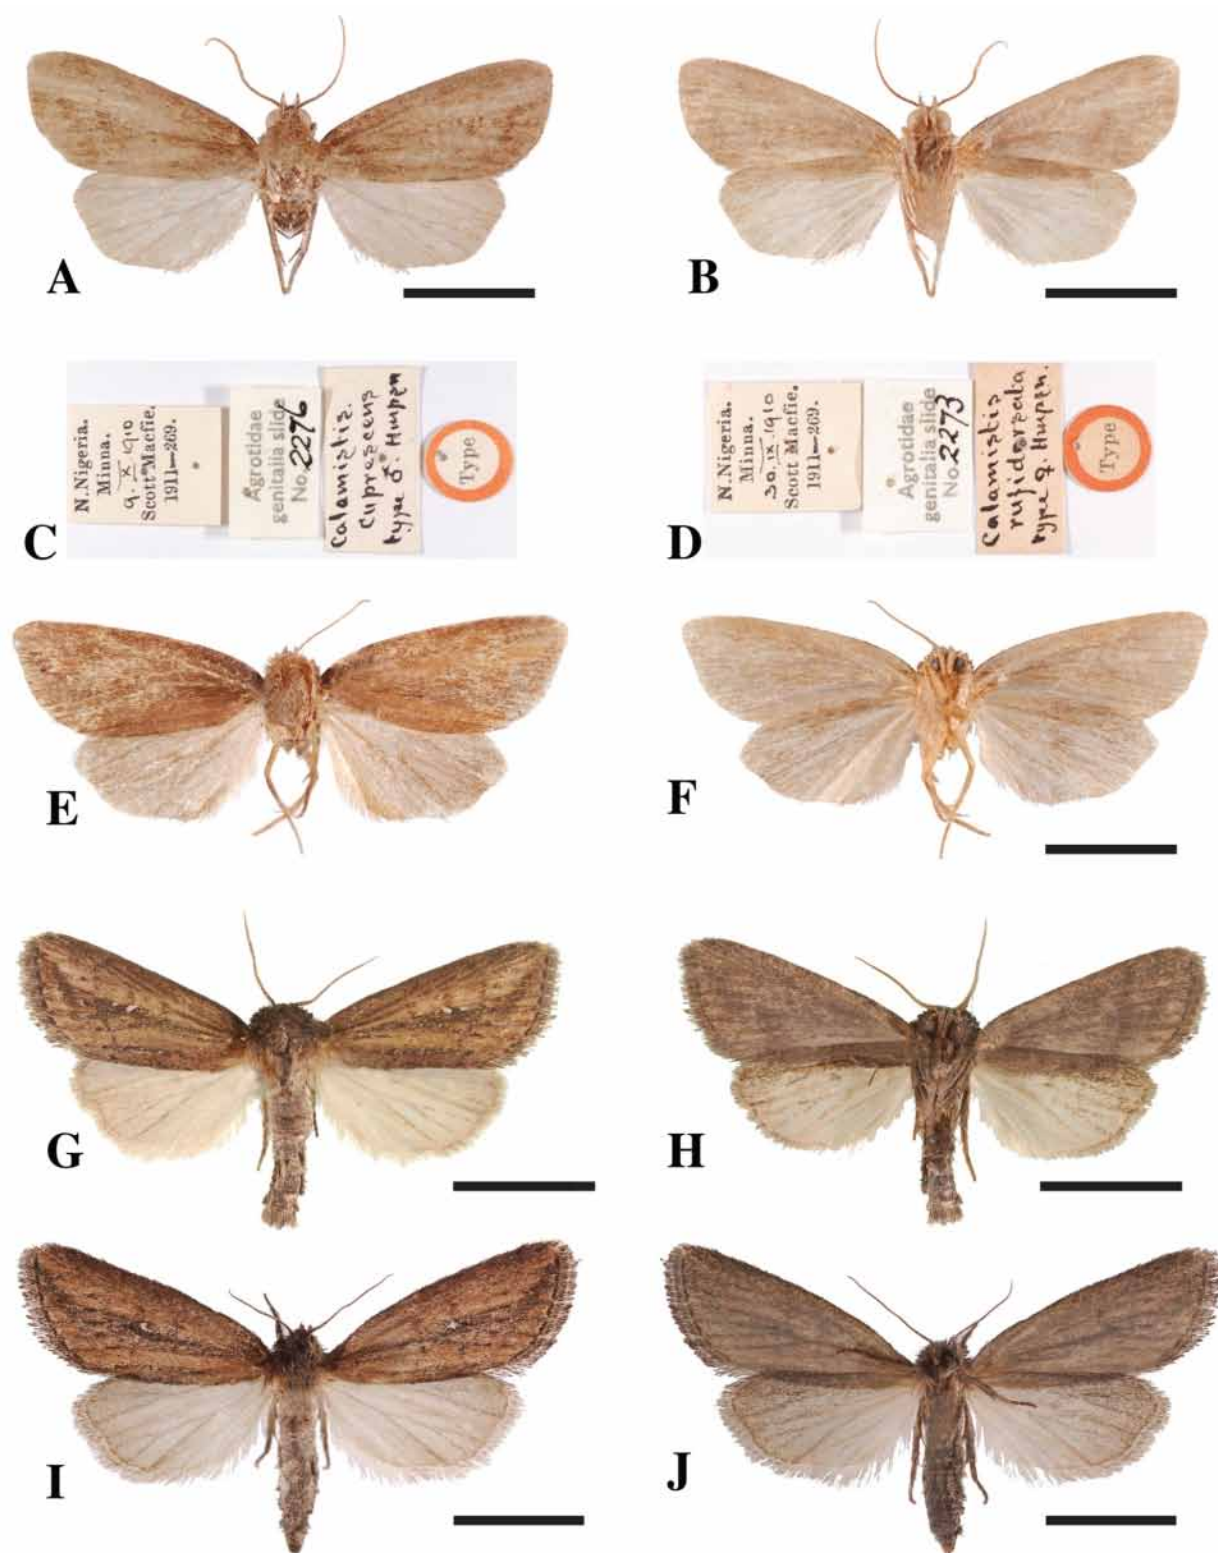 A
B
N.Nigeria.
Minna.
9. X. 1910
Scott Macfie.
1911—269.
Agrotidae
genitalia slide
No. 2276
Calamistis.
cuprescens
type ♂. Hmpsn
Type
C
N.Nigeria.
Minna.
30. IX. 1910
Scott Macfie.
1911—269.
Agrotidae
genitalia slide
No. 2273
Calamistis
rufidorsata
type ♀. Hmpsn.
Type
D
E
F
G
H
I
J